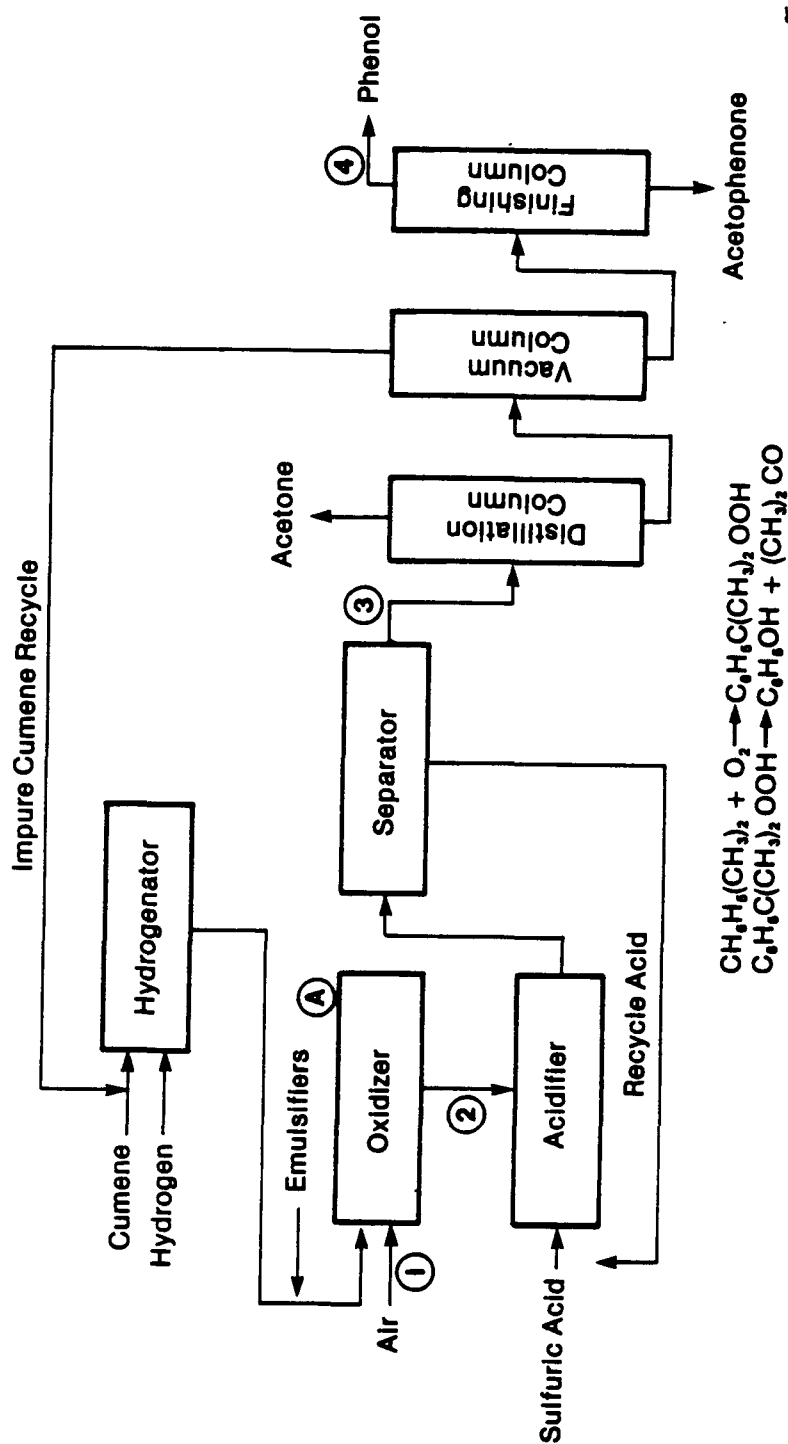 Impure Cumene Recycle
Cumene
Hydrogen
Hydrogenator
Emulsifiers
Air
①
Oxidizer
Ⓐ
②
Sulfuric Acid
Acidifier
Recycle Acid
Separator
③
Acetone
Distillation
Column
Vacuum
Column
Finishing
Column
④
Phenol
Acetophenone
CH₆H₅(CH₃)₂ + O₂ → C₆H₅C(CH₃)₂ OOH
C₆H₅C(CH₃)₂ OOH → C₆H₅OH + (CH₃)₂ CO